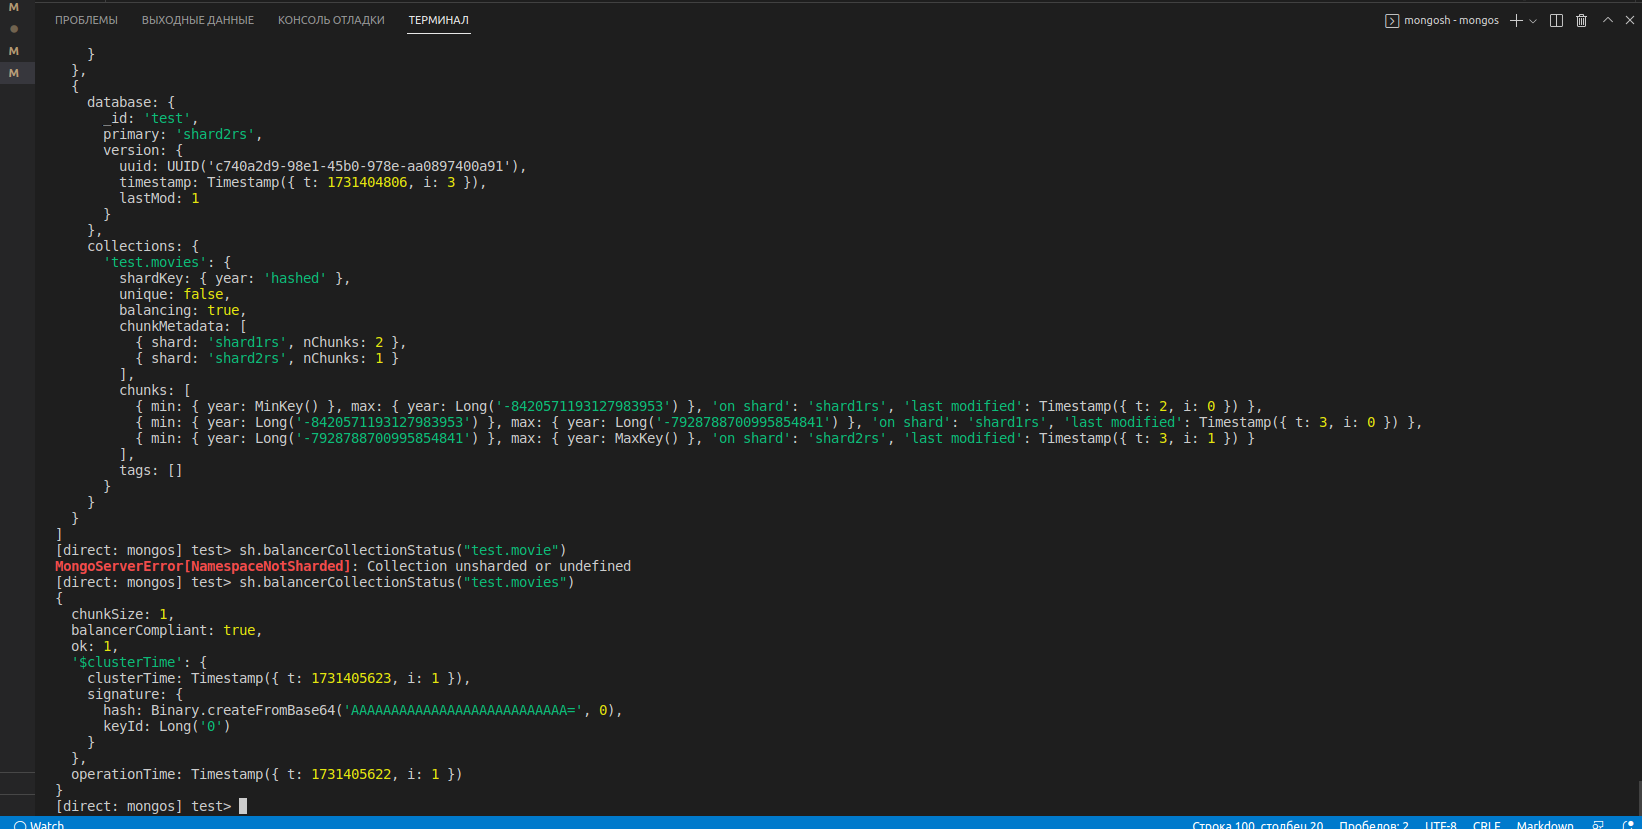 M
ПРОБЛЕМЫ ВЫХОДНЫЕ ДАННЫЕ КОНСОЛЬ ОТЛАДКИ ТЕРМИНАЛ mongosh - mongos
M
M
}
},
{
database: {
_id: 'test',
primary: 'shard2rs',
version: {
uuid: UUID('c740a2d9-98e1-45b0-978e-aa0897400a91'),
timestamp: Timestamp({ t: 1731404806, i: 3 }),
lastMod: 1
}
},
collections: {
'test.movies': {
shardKey: { year: 'hashed' },
unique: false,
balancing: true,
chunkMetadata: [
{ shard: 'shard1rs', nChunks: 2 },
{ shard: 'shard2rs', nChunks: 1 }
],
chunks: [
{ min: { year: MinKey() }, max: { year: Long('-8420571193127983953') }, 'on shard': 'shard1rs', 'last modified': Timestamp({ t: 2, i: 0 }) },
{ min: { year: Long('-8420571193127983953') }, max: { year: Long('-7928788700995854841') }, 'on shard': 'shard1rs', 'last modified': Timestamp({ t: 3, i: 0 }) },
{ min: { year: Long('-7928788700995854841') }, max: { year: MaxKey() }, 'on shard': 'shard2rs', 'last modified': Timestamp({ t: 3, i: 1 }) }
],
tags: []
}
}
}
]
[direct: mongos] test> sh.balancerCollectionStatus("test.movie")
MongoServerError[NamespaceNotSharded]: Collection unsharded or undefined
[direct: mongos] test> sh.balancerCollectionStatus("test.movies")
{
chunkSize: 1,
balancerCompliant: true,
ok: 1,
'$clusterTime': {
clusterTime: Timestamp({ t: 1731405623, i: 1 }),
signature: {
hash: Binary.createFromBase64('AAAAAAAAAAAAAAAAAAAAAAAAAAA=', 0),
keyId: Long('0')
}
},
operationTime: Timestamp({ t: 1731405622, i: 1 })
}
[direct: mongos] test>
Watch Строка 100, столбец 20 Пробелов: 2 UTF-8 CRLF Markdown